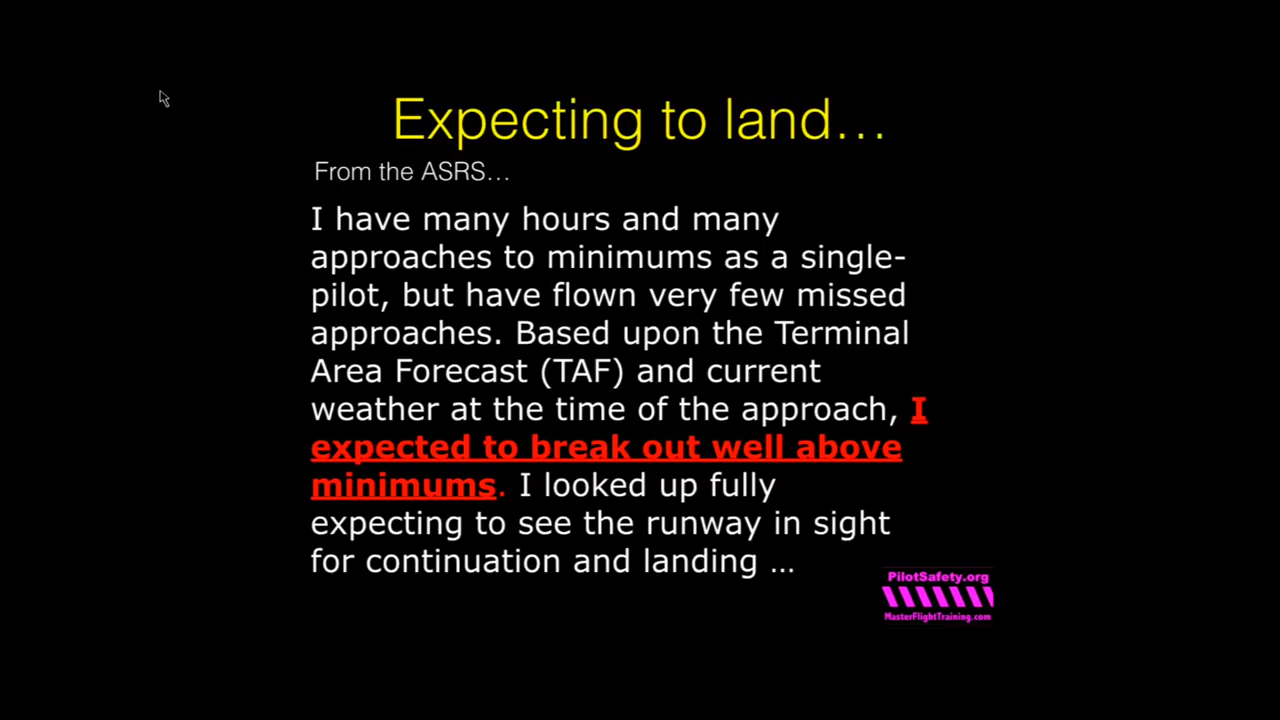 Expecting to land…
From the ASRS…
I have many hours and many
approaches to minimums as a single-
pilot, but have flown very few missed
approaches. Based upon the Terminal
Area Forecast (TAF) and current
weather at the time of the approach, I
expected to break out well above
minimums. I looked up fully
expecting to see the runway in sight
for continuation and landing …
PilotSafety.org
MasterFlightTraining.com